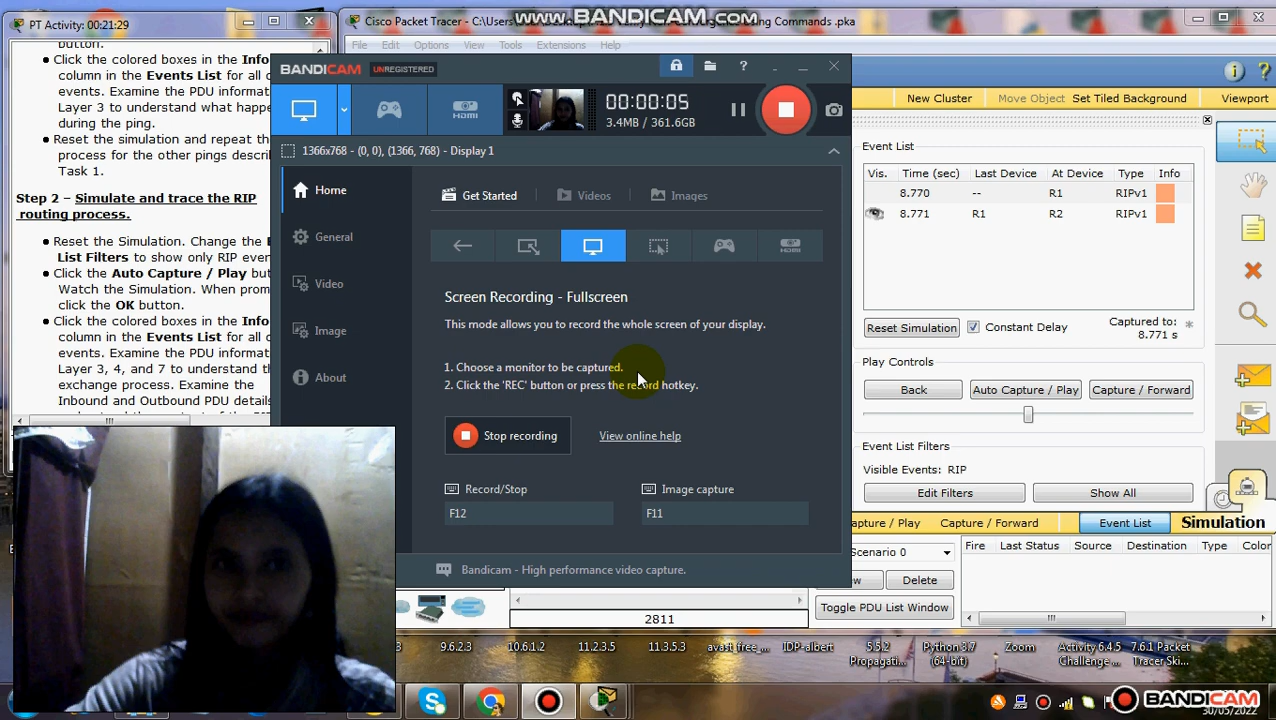 PT Activity: 00:21:29
button.
Click the colored boxes in the Info
column in the Events List for all o
events. Examine the PDU informat
Layer 3 to understand what happe
during the ping.
Reset the simulation and repeat th
process for the other pings descri
Task 1.
Step 2 – Simulate and trace the RIP
routing process.
Reset the Simulation. Change the
List Filters to show only RIP even
Click the Auto Capture / Play but
Watch the Simulation. When prom
click the OK button.
Click the colored boxes in the Info
column in the Events List for all
events. Examine the PDU informat
Layer 3, 4, and 7 to understand th
exchange process. Examine the
Inbound and Outbound PDU details
Cisco Packet Tracer - C:\Users\
ing Commands .pka
www.BANDICAM.com
File Edit Options View Tools Extensions Help
BANDICAM UNREGISTERED
HDMI
00:00:05
3.4MB / 361.6GB
1366x768 - (0, 0), (1366, 768) - Display 1
Home
General
Video
Image
About
Get Started
Videos
Images
HDMI
Screen Recording - Fullscreen
This mode allows you to record the whole screen of your display.
1. Choose a monitor to be captured.
2. Click the 'REC' button or press the record hotkey.
Stop recording
View online help
Record/Stop
F12
Image capture
F11
Bandicam - High performance video capture.
New Cluster
Move Object
Set Tiled Background
Viewport
Event List
Vis. Time (sec) Last Device At Device Type Info
8.770 -- R1 RIPv1
8.771 R1 R2 RIPv1
Reset Simulation
Constant Delay
Captured to:
8.771 s
*
Play Controls
Back
Auto Capture / Play
Capture / Forward
Event List Filters
Visible Events: RIP
Edit Filters
Show All
apture / Play
Capture / Forward
Event List
Simulation
Scenario 0
Fire Last Status Source Destination Type Color
ew
Delete
Toggle PDU List Window
2811
3
9.6.2.3
10.6.1.2
11.2.3.5
11.3.5.3
avast_free_...
IDP-albert
5.5.2
Propagati...
Python 3.7
(64-bit)
Zoom
Activity 6.4.5
Challenge ...
7.6.1 Packet
Tracer Ski...
BANDICAM
30/05/2022